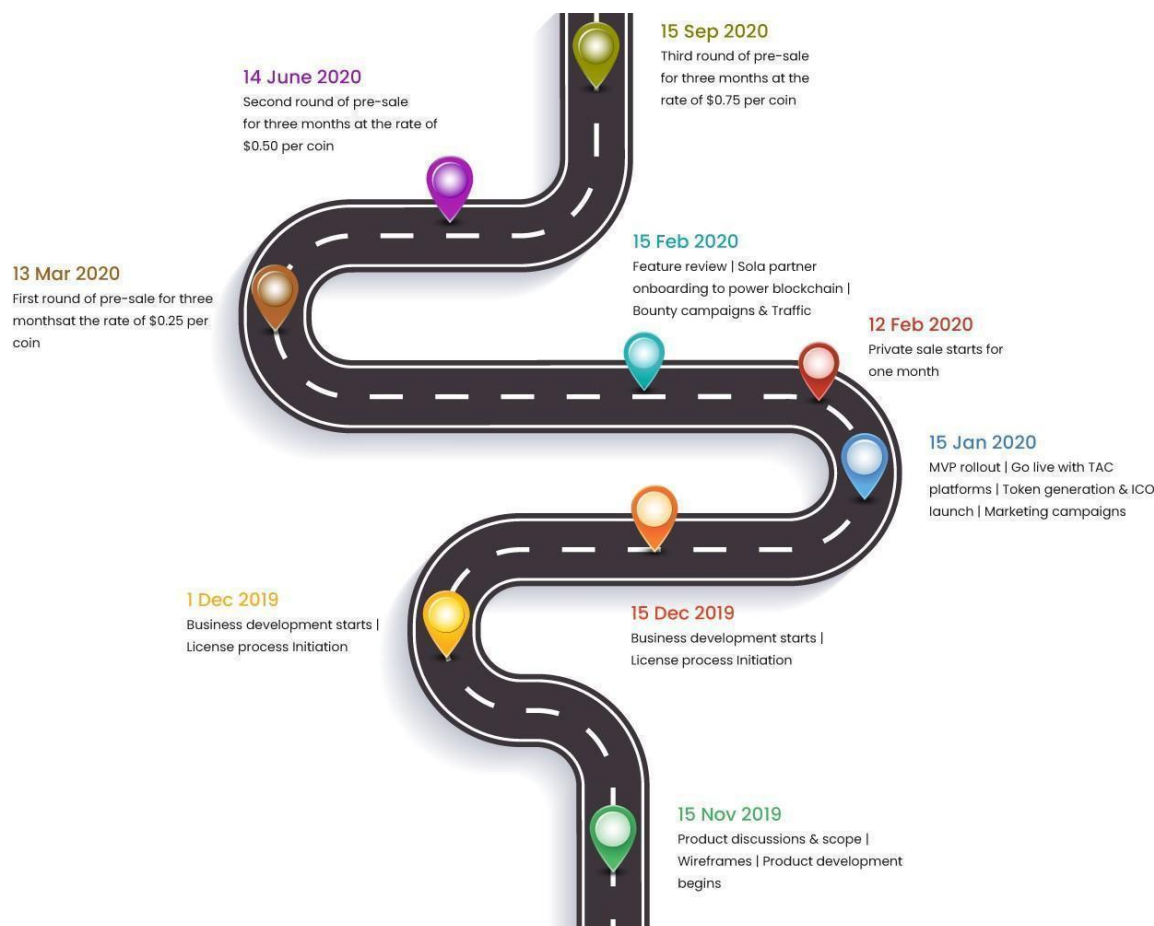 15 Sep 2020
Third round of pre-sale
for three months at the
rate of $0.75 per coin
14 June 2020
Second round of pre-sale
for three months at the rate of
$0.50 per coin
15 Feb 2020
Feature review | Sola partner
onboarding to power blockchain |
Bounty campaigns & Traffic
13 Mar 2020
First round of pre-sale for three
monthsat the rate of $0.25 per
coin
12 Feb 2020
Private sale starts for
one month
15 Jan 2020
MVP rollout | Go live with TAC
platforms | Token generation & ICO
launch | Marketing campaigns
1 Dec 2019
Business development starts |
License process Initiation
15 Dec 2019
Business development starts |
License process Initiation
15 Nov 2019
Product discussions & scope |
Wireframes | Product development
begins